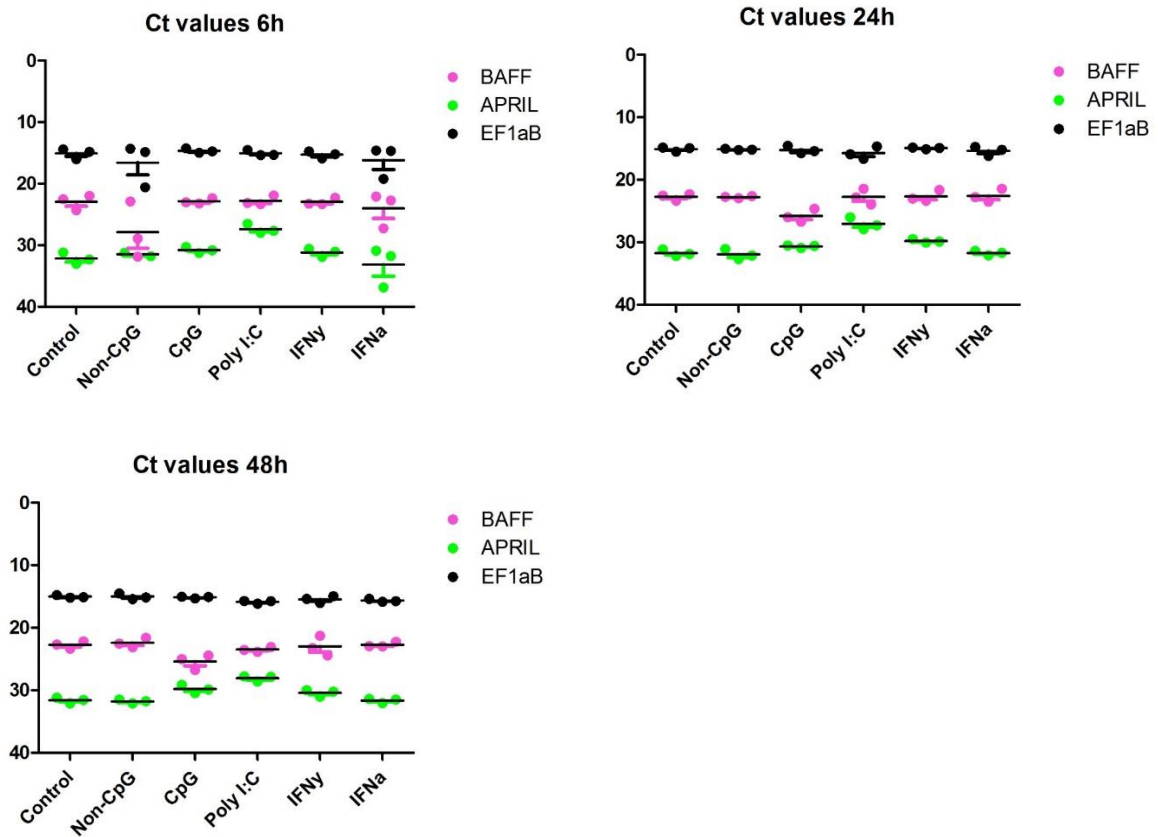 Ct values 6h
0
10
20
30
40
Control
Non-CpG
CpG
Poly I:C
IFNy
IFNa
BAFF
APRIL
EF1aB
Ct values 24h
0
10
20
30
40
Control
Non-CpG
CpG
Poly I:C
IFNy
IFNa
BAFF
APRIL
EF1aB
Ct values 48h
0
10
20
30
40
Control
Non-CpG
CpG
Poly I:C
IFNy
IFNa
BAFF
APRIL
EF1aB